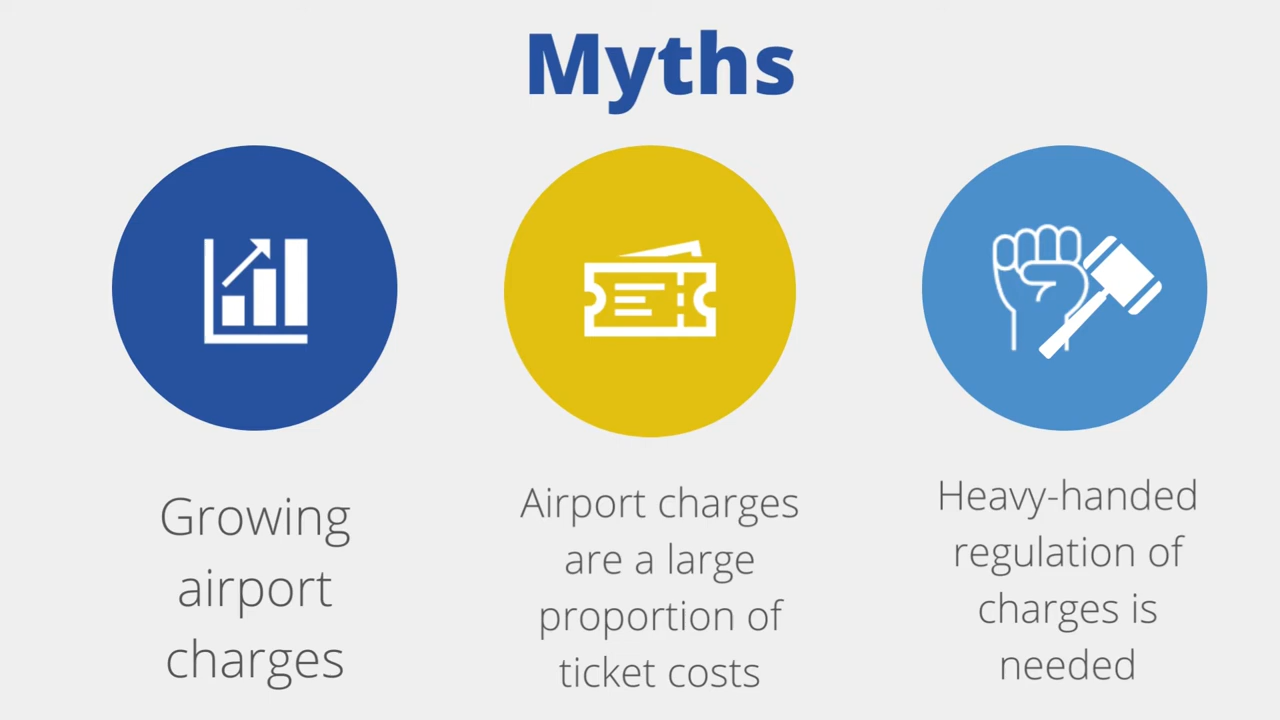 Myths
Growing
airport
charges
Airport charges
are a large
proportion of
ticket costs
Heavy-handed
regulation of
charges is
needed